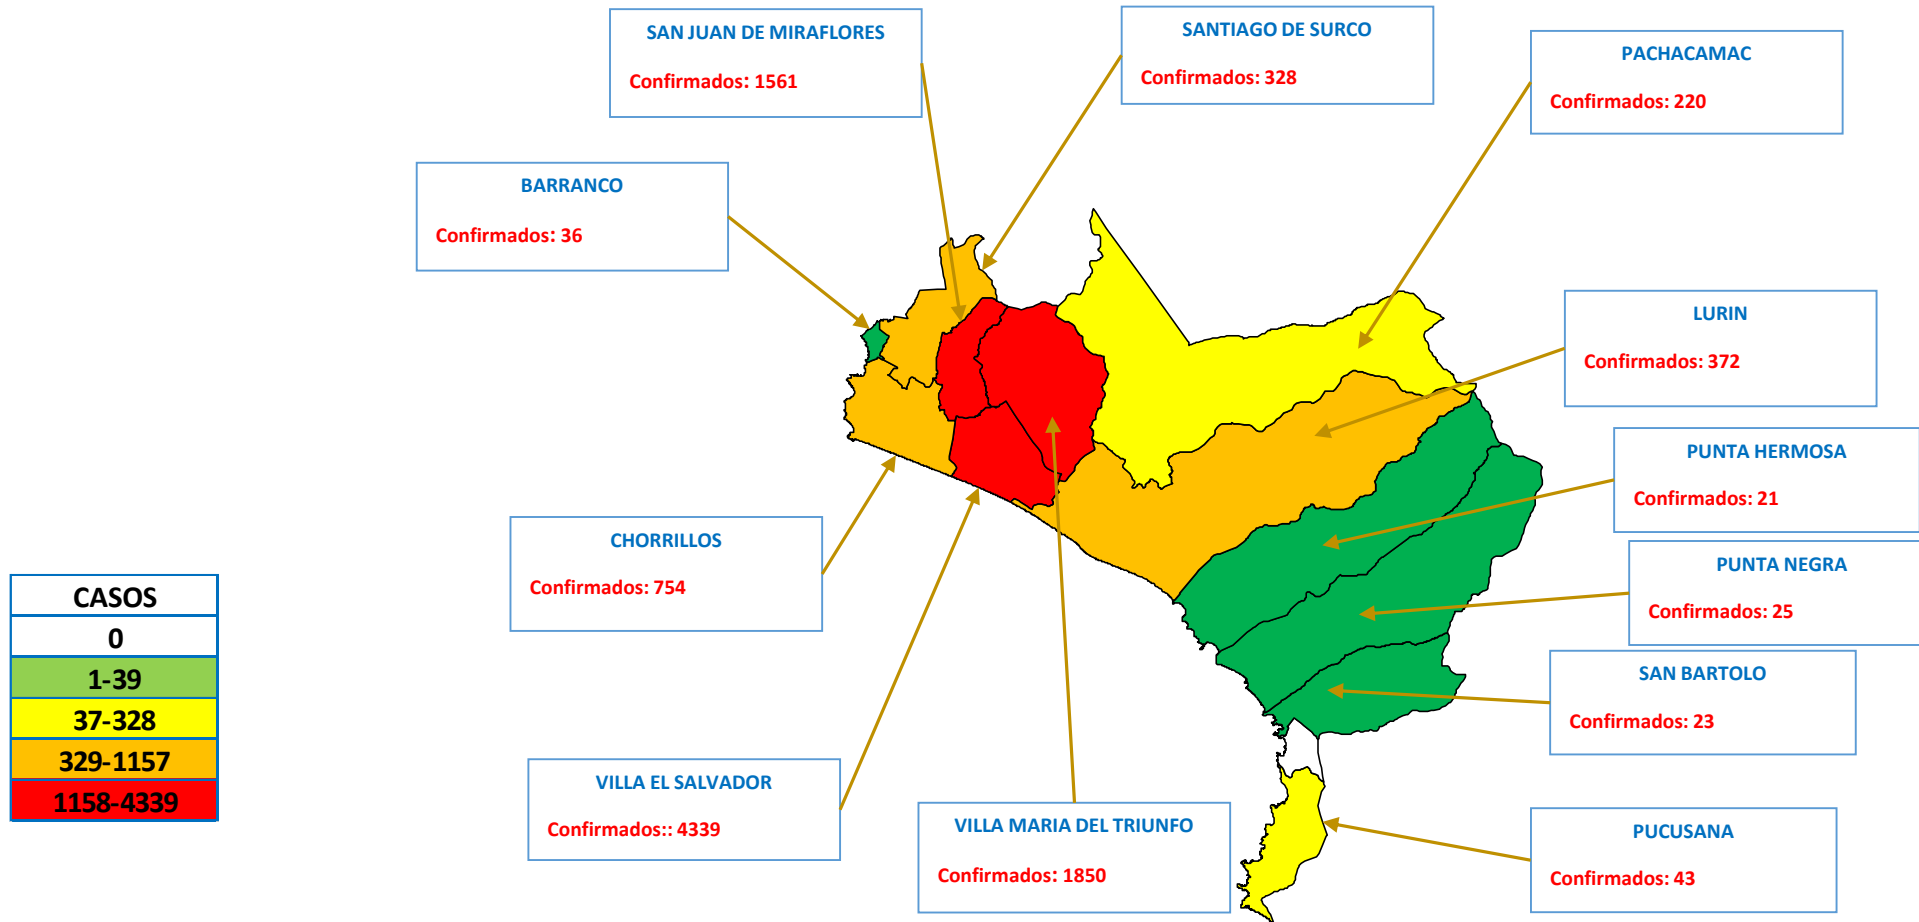 SAN JUAN DE MIRAFLORES
Confirmados: 1561
SANTIAGO DE SURCO
Confirmados: 328
PACHACAMAC
Confirmados: 220
BARRANCO
Confirmados: 36
LURIN
Confirmados: 372
PUNTA HERMOSA
Confirmados: 21
CHORRILLOS
Confirmados: 754
PUNTA NEGRA
Confirmados: 25
SAN BARTOLO
Confirmados: 23
VILLA EL SALVADOR
Confirmados:: 4339
VILLA MARIA DEL TRIUNFO
Confirmados: 1850
PUCUSANA
Confirmados: 43
CASOS
0
1-39
37-328
329-1157
1158-4339